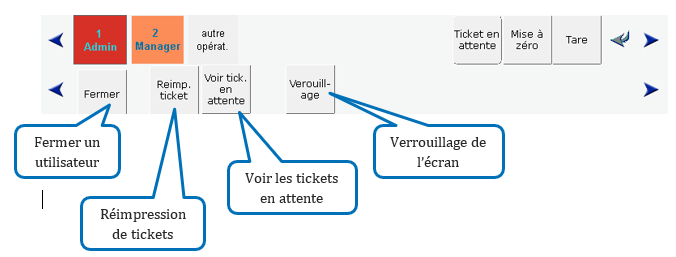 1
Admin
2
Manager
autre
opérat.
Ticket en
attente
Mise à
zéro
Tare
Fermer
Reimp.
ticket
Voir tick.
en
attente
Verouill-
age
Fermer un
utilisateur
Réimpression
de tickets
Voir les tickets
en attente
Verrouillage de
l'écran